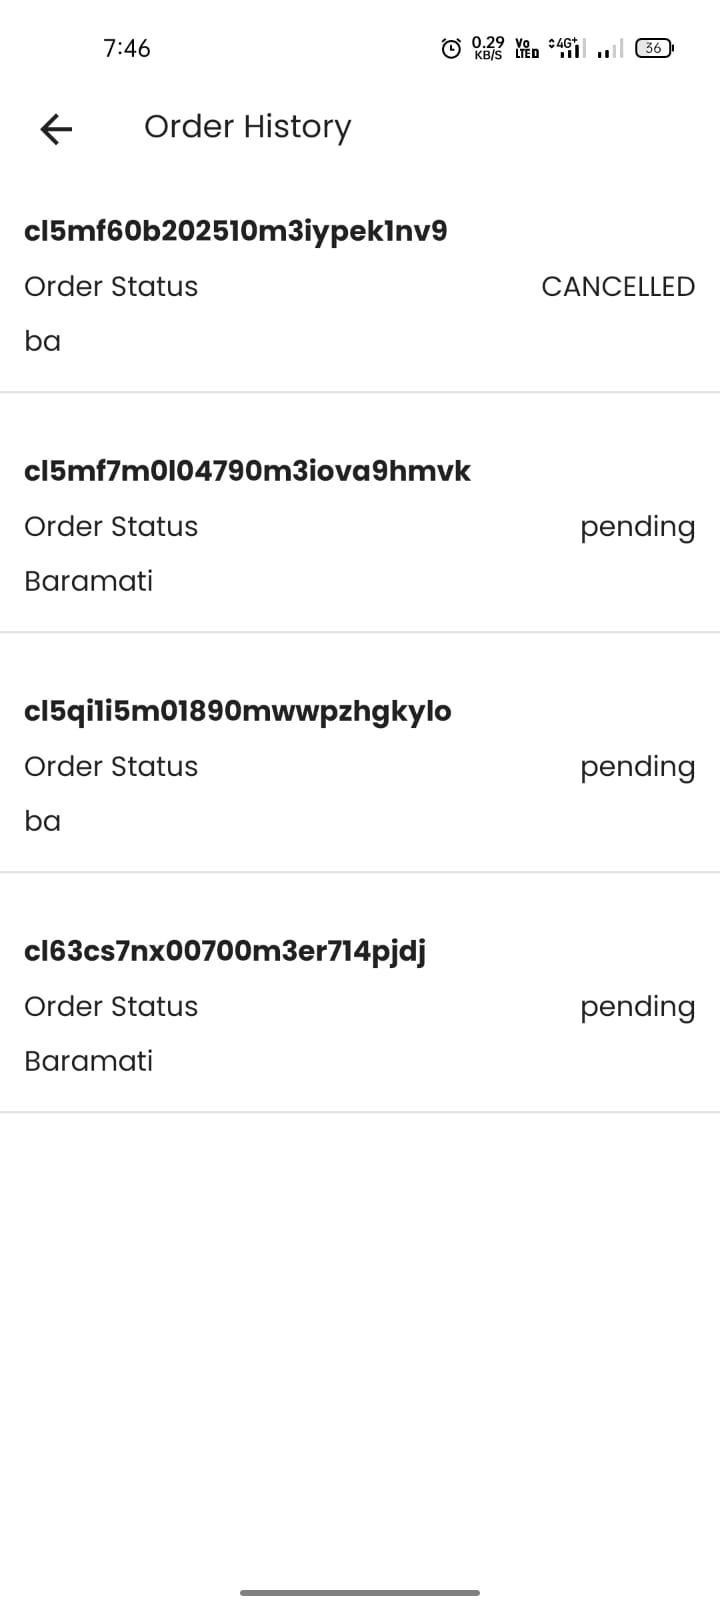 7:46
0.29 KB/S
Vo LTED
4G+
36
Order History
cl5mf60b202510m3iypek1nv9
Order Status CANCELLED
ba
cl5mf7m0l04790m3iova9hmvk
Order Status pending
Baramati
cl5qi1i5m01890mwwpzhgkylo
Order Status pending
ba
cl63cs7nx00700m3er714pjdj
Order Status pending
Baramati